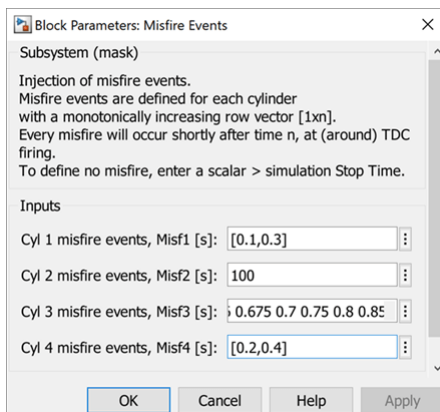 Block Parameters: Misfire Events
Subsystem (mask)
Injection of misfire events.
Misfire events are defined for each cylinder
with a monotonically increasing row vector [1xn].
Every misfire will occur shortly after time n, at (around) TDC
firing.
To define no misfire, enter a scalar > simulation Stop Time.
Inputs
Cyl 1 misfire events, Misf1 [s]: [0.1,0.3]
Cyl 2 misfire events, Misf2 [s]: 100
Cyl 3 misfire events, Misf3 [s]: 0.675 0.7 0.75 0.8 0.85
Cyl 4 misfire events, Misf4 [s]: [0.2,0.4]
OK Cancel Help Apply